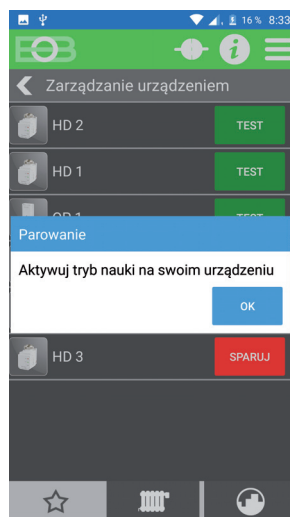 16% 8:33
EOB
Zarządzanie urządzeniem
HD 2
TEST
HD 1
TEST
Parowanie
Aktywuj tryb nauki na swoim urządzeniu
OK
HD 3
SPARUJ